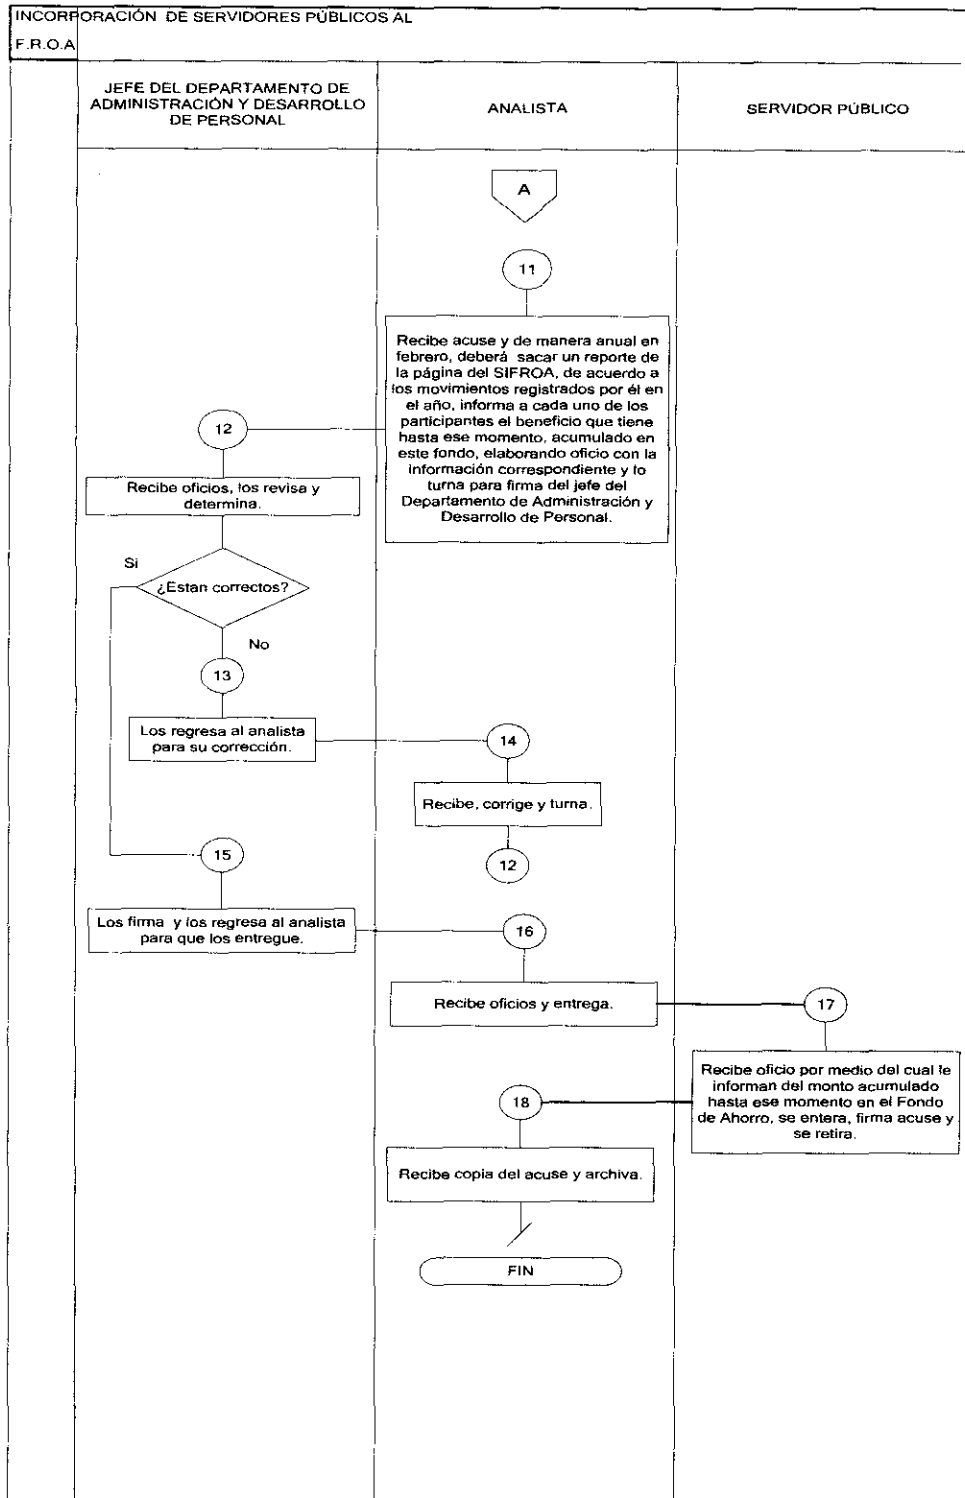 INCORPORACIÓN DE SERVIDORES PÚBLICOS AL
F.R.O.A
JEFE DEL DEPARTAMENTO DE
ADMINISTRACIÓN Y DESARROLLO
DE PERSONAL
ANALISTA
SERVIDOR PÚBLICO
A
11
Recibe acuse y de manera anual en
febrero, deberá sacar un reporte de
la página del SIFROA, de acuerdo a
los movimientos registrados por él en
el año, informa a cada uno de los
participantes el beneficio que tiene
hasta ese momento, acumulado en
este fondo, elaborando oficio con la
información correspondiente y lo
turna para firma del jefe del
Departamento de Administración y
Desarrollo de Personal.
12
Recibe oficios, los revisa y
determina.
Si
¿Estan correctos?
No
13
Los regresa al analista
para su corrección.
14
Recibe, corrige y turna.
12
15
Los firma y los regresa al analista
para que los entregue.
16
Recibe oficios y entrega.
17
Recibe oficio por medio del cual le
informan del monto acumulado
hasta ese momento en el Fondo
de Ahorro, se entera, firma acuse y
se retira.
18
Recibe copia del acuse y archiva.
FIN